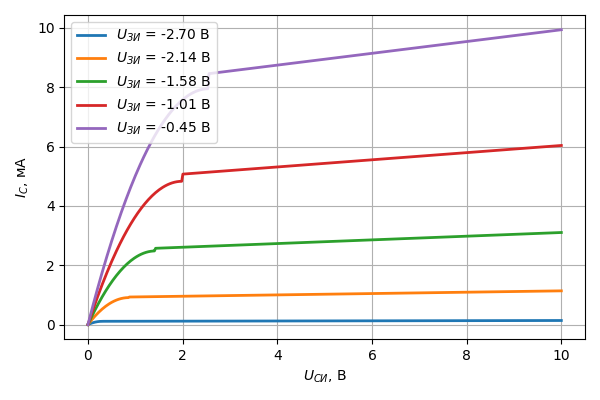 10
8
6
4
2
0
I_C, мА
U_ЗИ = -2.70 В
U_ЗИ = -2.14 В
U_ЗИ = -1.58 В
U_ЗИ = -1.01 В
U_ЗИ = -0.45 В
0 2 4 6 8 10
U_СИ, В